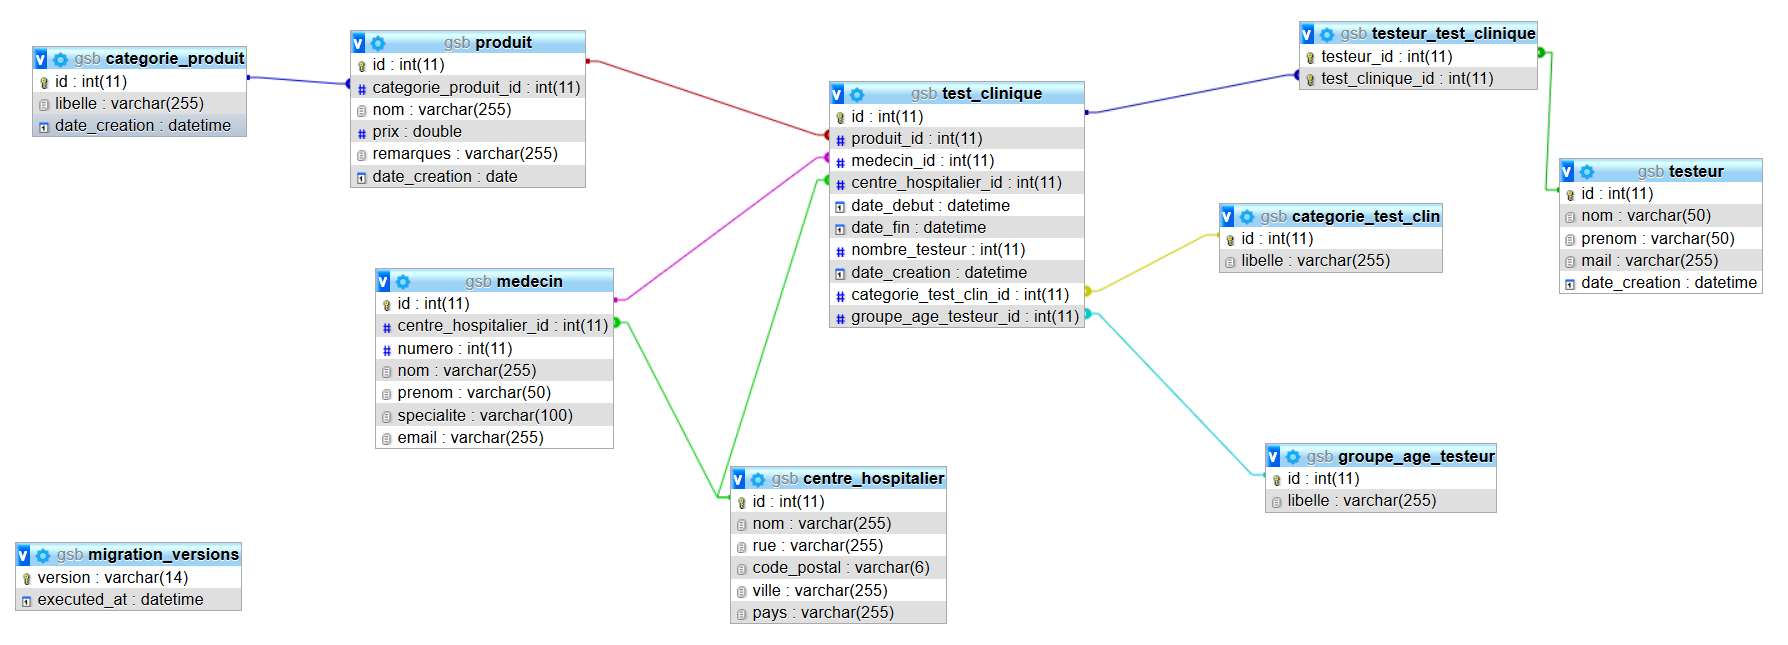 gsb categorie_produit
id : int(11)
libelle : varchar(255)
date_creation : datetime
gsb produit
id : int(11)
categorie_produit_id : int(11)
nom : varchar(255)
prix : double
remarques : varchar(255)
date_creation : date
gsb test_clinique
id : int(11)
produit_id : int(11)
medecin_id : int(11)
centre_hospitalier_id : int(11)
date_debut : datetime
date_fin : datetime
nombre_testeur : int(11)
date_creation : datetime
categorie_test_clin_id : int(11)
groupe_age_testeur_id : int(11)
gsb testeur_test_clinique
testeur_id : int(11)
test_clinique_id : int(11)
gsb testeur
id : int(11)
nom : varchar(50)
prenom : varchar(50)
mail : varchar(255)
date_creation : datetime
gsb categorie_test_clin
id : int(11)
libelle : varchar(255)
gsb medecin
id : int(11)
centre_hospitalier_id : int(11)
numero : int(11)
nom : varchar(255)
prenom : varchar(50)
specialite : varchar(100)
email : varchar(255)
gsb groupe_age_testeur
id : int(11)
libelle : varchar(255)
gsb centre_hospitalier
id : int(11)
nom : varchar(255)
rue : varchar(255)
code_postal : varchar(6)
ville : varchar(255)
pays : varchar(255)
gsb migration_versions
version : varchar(14)
executed_at : datetime